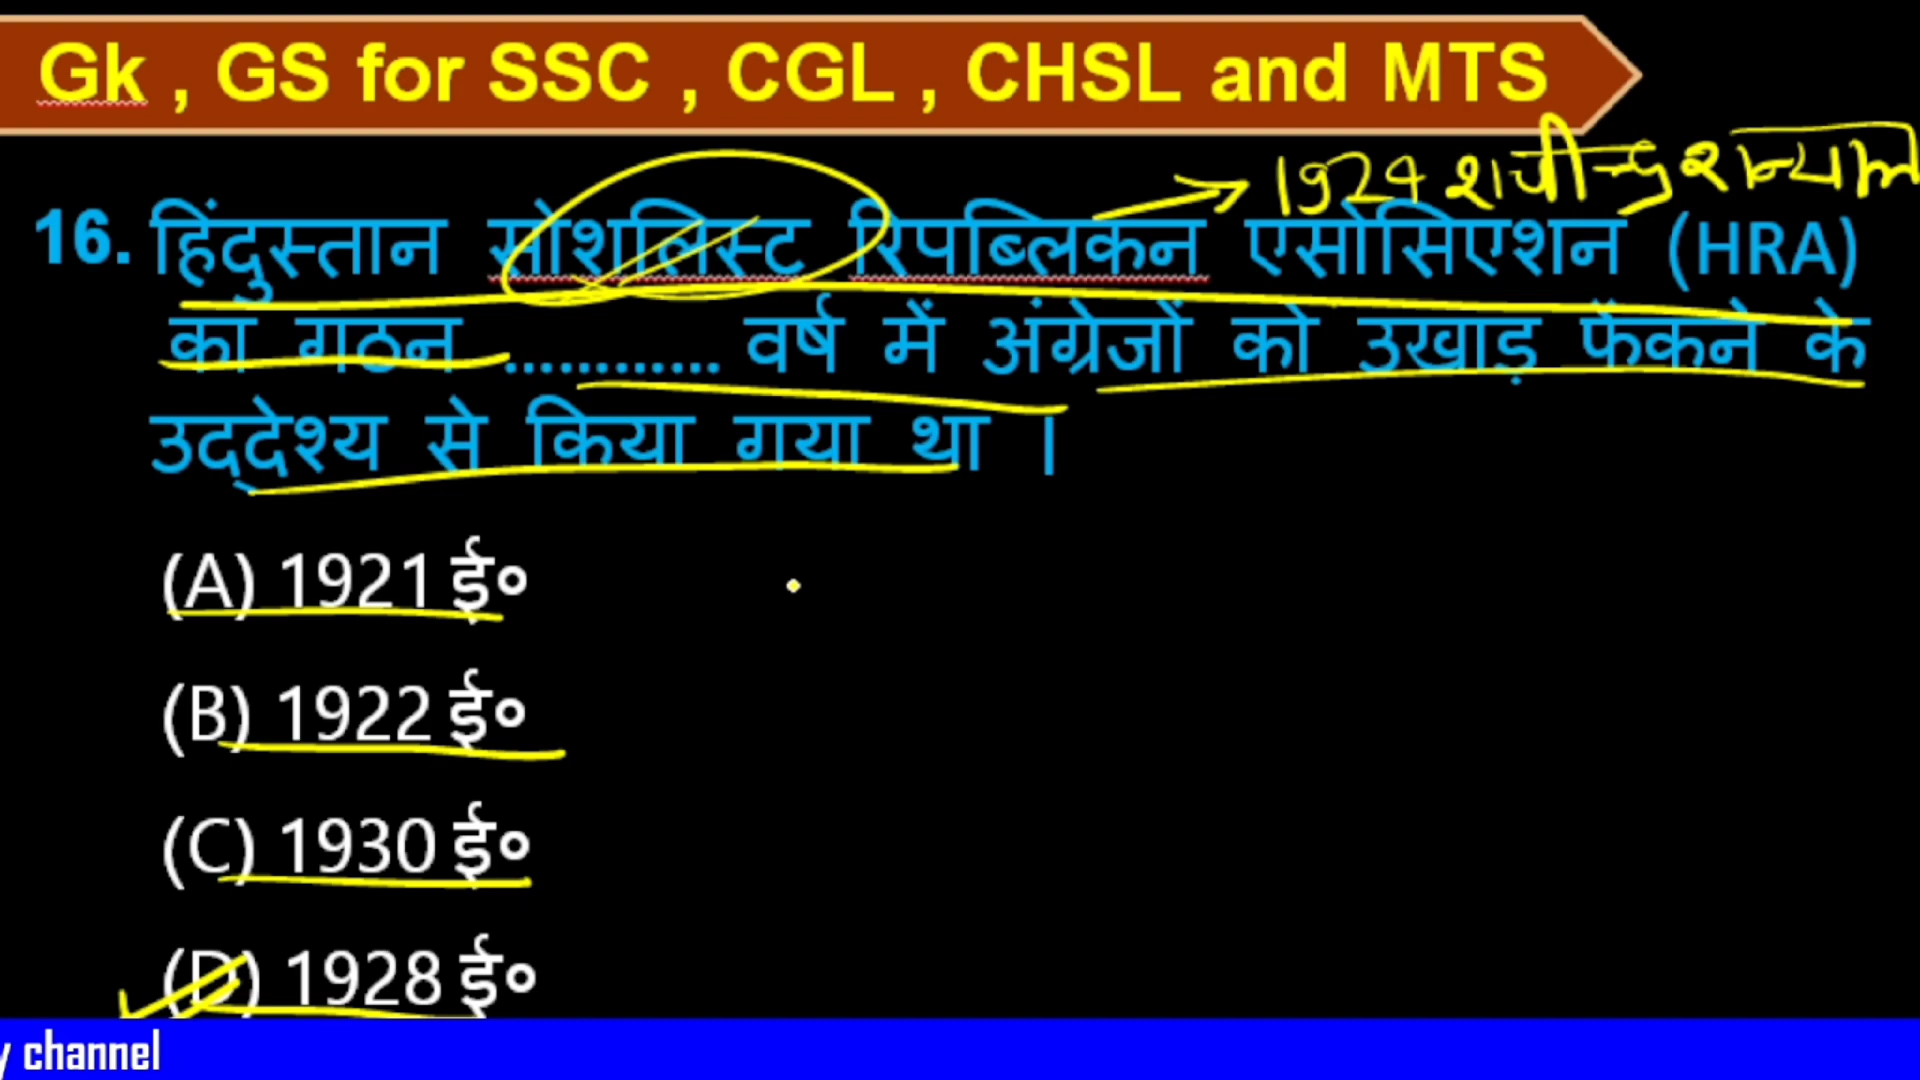 Gk , GS for SSC , CGL , CHSL and MTS
→ 1924 शचीन्द्र सन्याल
16. हिंदुस्तान सोशलिस्ट रिपब्लिकन एसोसिएशन (HRA)
का गठन ............ वर्ष में अंग्रेजों को उखाड़ फेंकने के
उद्देश्य से किया गया था ।
(A) 1921 ई०
(B) 1922 ई०
(C) 1930 ई०
(D) 1928 ई०
y channel